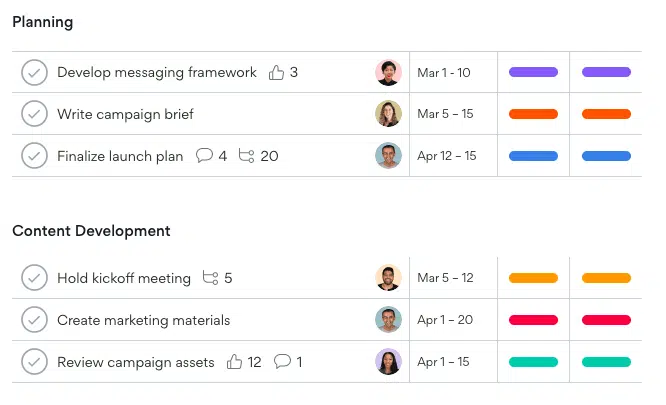 Planning
Develop messaging framework 3 Mar 1 - 10
Write campaign brief Mar 5 – 15
Finalize launch plan 4 20 Apr 12 – 15
Content Development
Hold kickoff meeting 5 Mar 5 – 12
Create marketing materials Apr 1 – 20
Review campaign assets 12 1 Apr 1 – 15